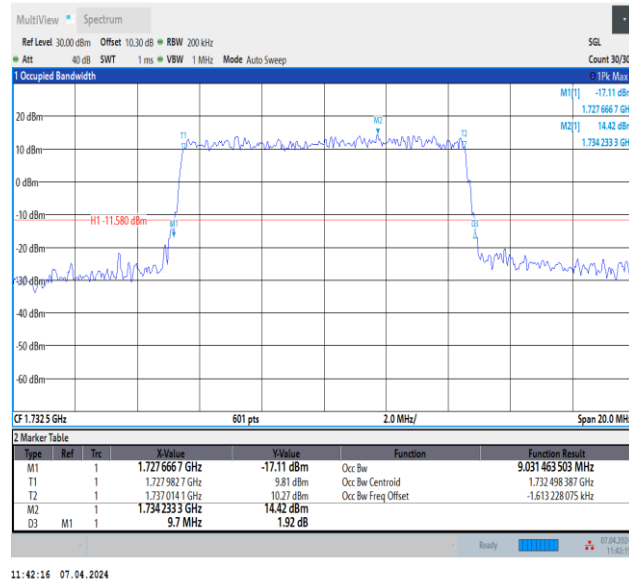 MultiView Spectrum
Ref Level 30.00 dBm Offset 10.30 dB RBW 200 kHz SGL
Att 40 dB SWT 1 ms VBW 1 MHz Mode Auto Sweep Count 30/30
1 Occupied Bandwidth 1Pk Max
M1[1] -17.11 dBm
1.727 666 7 GHz
M2[1] 14.42 dBm
1.734 233 3 GHz
20 dBm
M2
T1 T2
10 dBm
0 dBm
-10 dBm
H1 -11.580 dBm
M1 D3
-20 dBm
-30 dBm
-40 dBm
-50 dBm
-60 dBm
CF 1.732 5 GHz 601 pts 2.0 MHz/ Span 20.0 MHz
2 Marker Table
Type Ref Trc X-Value Y-Value Function Function Result
M1 1 1.727 666 7 GHz -17.11 dBm Occ Bw 9.031 463 503 MHz
T1 1 1.727 982 7 GHz 9.81 dBm Occ Bw Centroid 1.732 498 387 GHz
T2 1 1.737 014 1 GHz 10.27 dBm Occ Bw Freq Offset -1.613 228 075 kHz
M2 1 1.734 233 3 GHz 14.42 dBm
D3 M1 1 9.7 MHz 1.92 dB
Ready 07.04.2024
11:42:15
11:42:16 07.04.2024